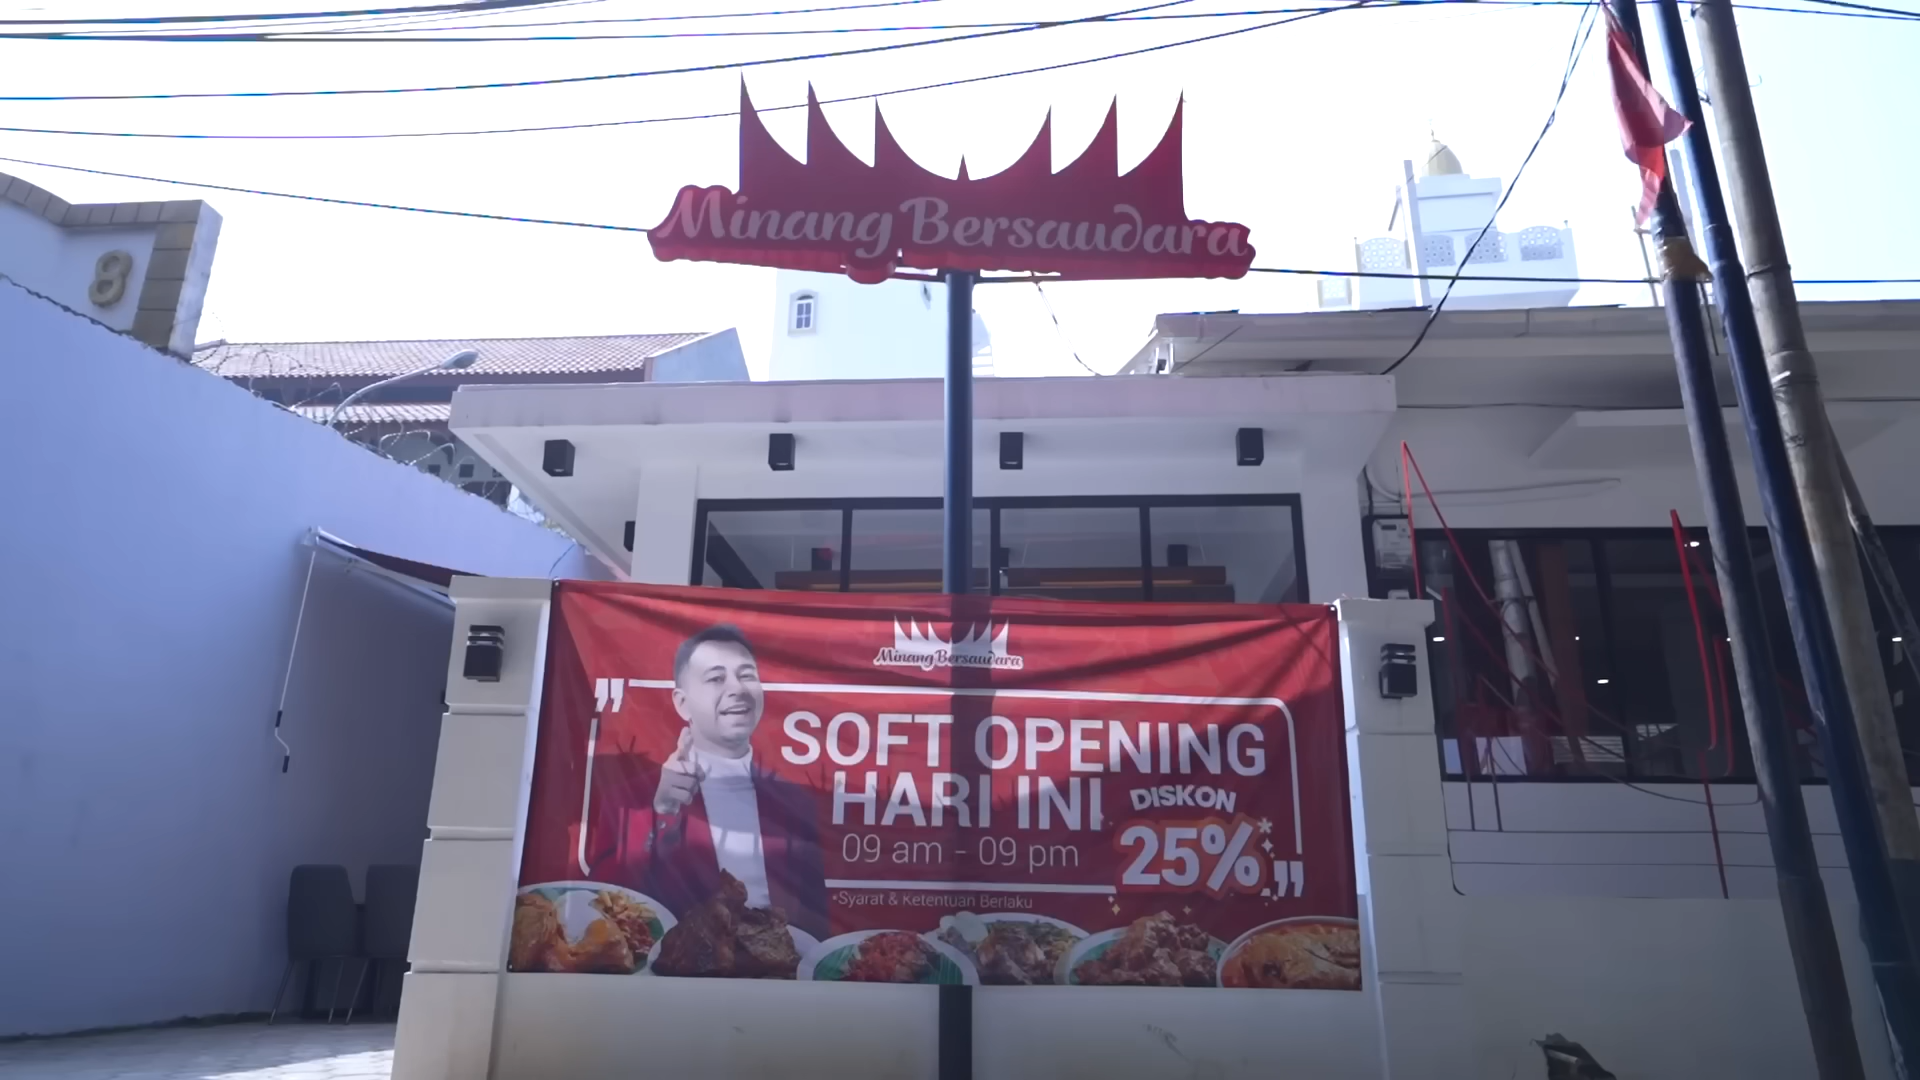 Minang Bersaudara
8
Minang Bersaudara
SOFT OPENING
HARI INI
DISKON
25%*
09 am - 09 pm
*Syarat & Ketentuan Berlaku